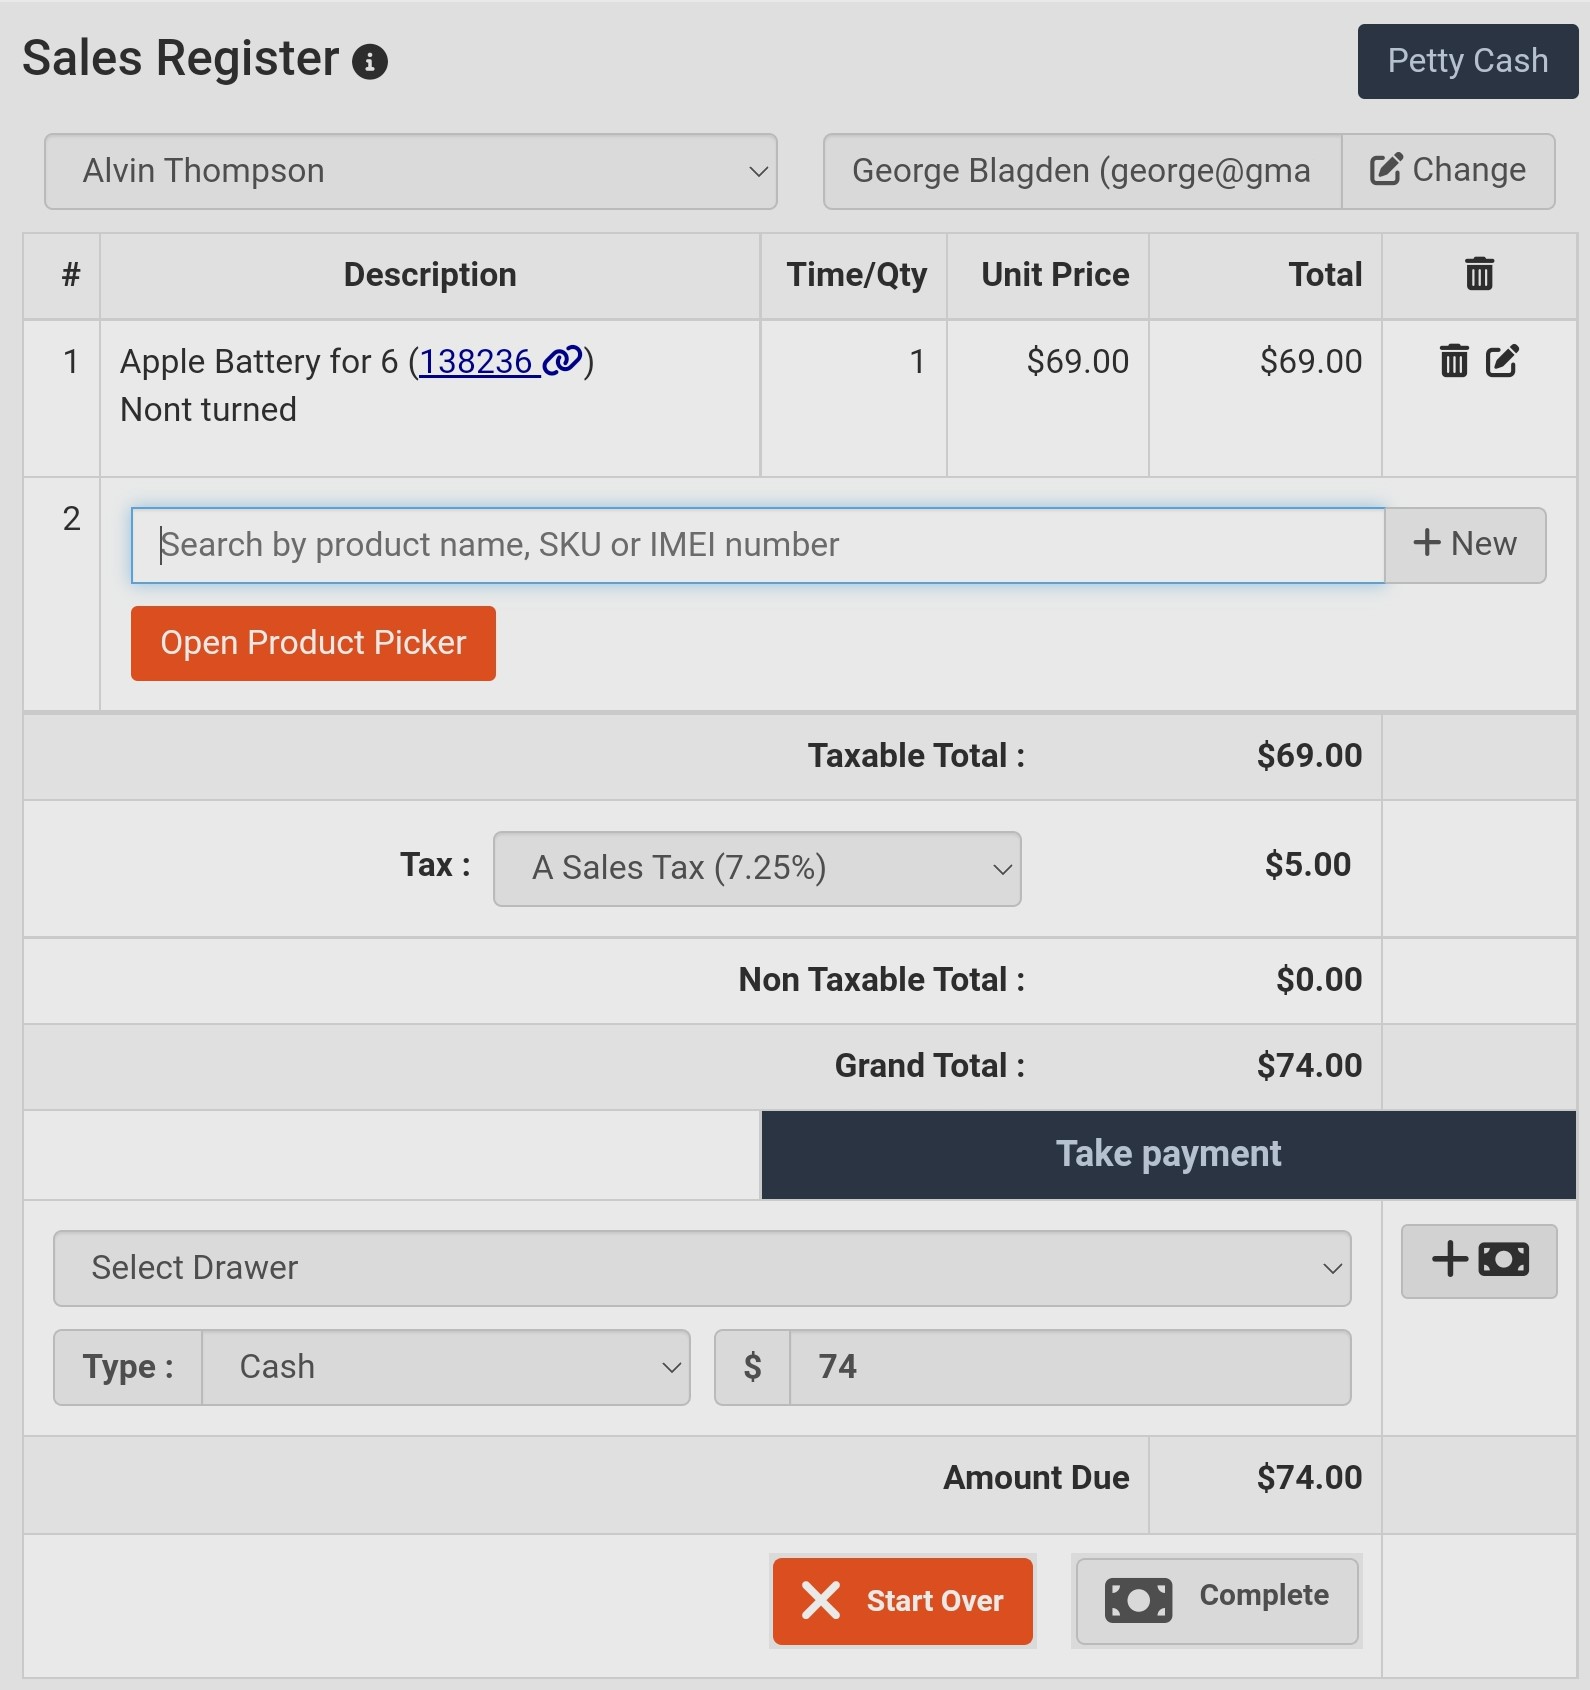 Sales Register
Petty Cash
Alvin Thompson
George Blagden (george@gma
Change
# Description Time/Qty Unit Price Total
1 Apple Battery for 6 (138236) 1 $69.00 $69.00
Nont turned
2 Search by product name, SKU or IMEI number
+ New
Open Product Picker
Taxable Total : $69.00
Tax : A Sales Tax (7.25%) $5.00
Non Taxable Total : $0.00
Grand Total : $74.00
Take payment
Select Drawer
Type : Cash $ 74
Amount Due $74.00
Start Over Complete